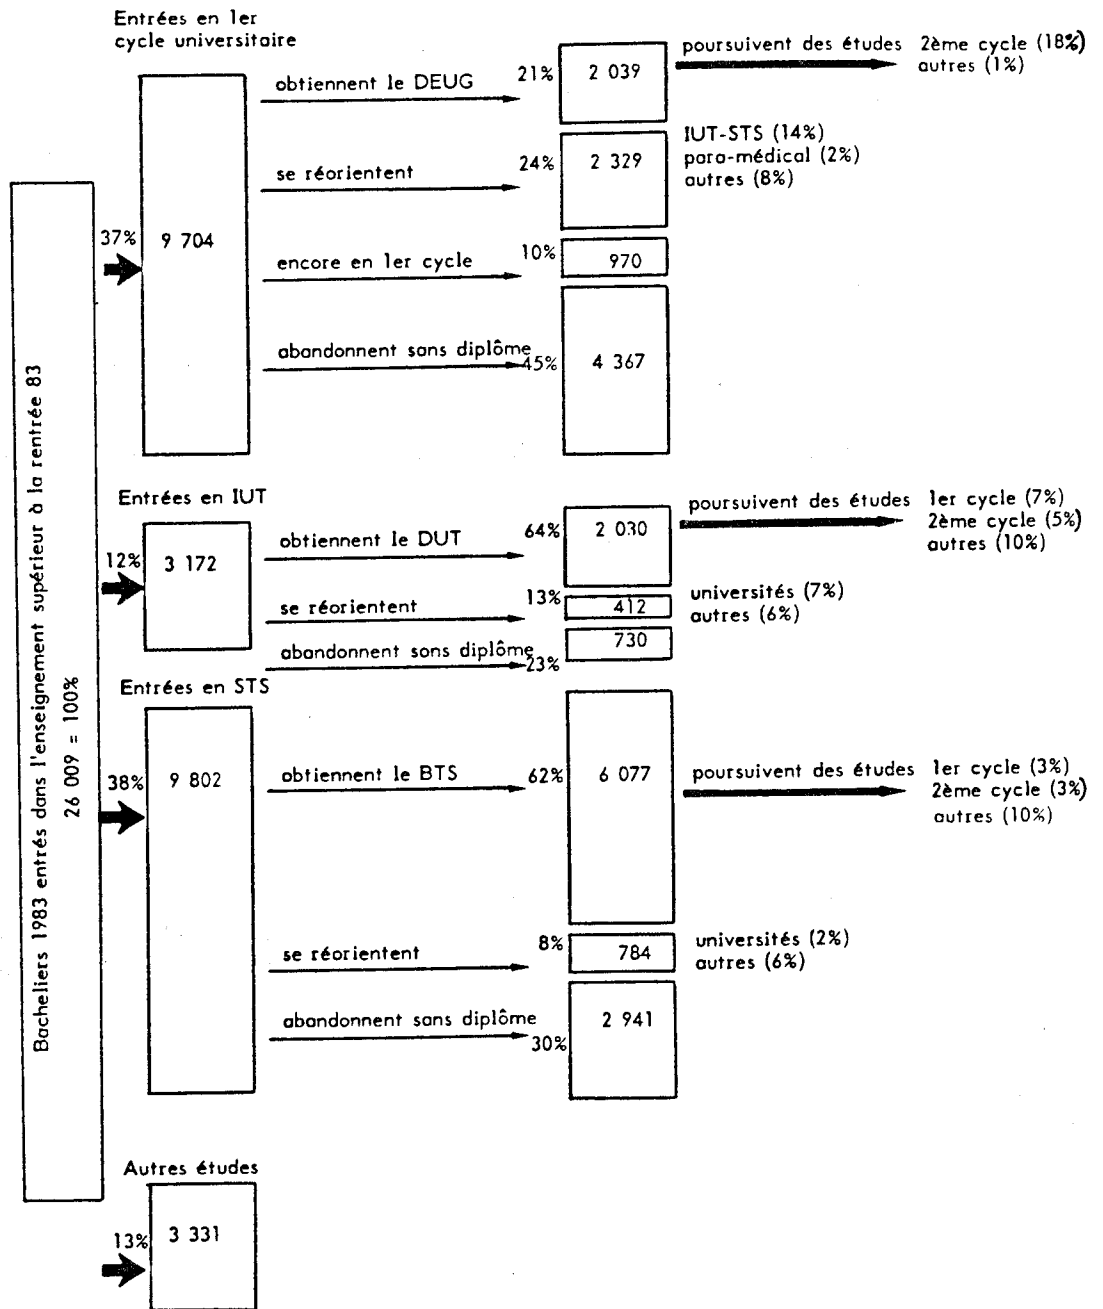 Entrées en 1er
cycle universitaire
obtiennent le DEUG
21%
2 039
poursuivent des études
2ème cycle (18%)
autres (1%)
se réorientent
24%
2 329
IUT-STS (14%)
para-médical (2%)
autres (8%)
37%
9 704
encore en 1er cycle
10%
970
abandonnent sans diplôme
45%
4 367
Bacheliers 1983 entrés dans l'enseignement supérieur à la rentrée 83
26 009 = 100%
Entrées en IUT
12%
3 172
obtiennent le DUT
64%
2 030
poursuivent des études
1er cycle (7%)
2ème cycle (5%)
autres (10%)
se réorientent
13%
412
universités (7%)
autres (6%)
abandonnent sons diplôme
23%
730
Entrées en STS
38%
9 802
obtiennent le BTS
62%
6 077
poursuivent des études
1er cycle (3%)
2ème cycle (3%)
autres (10%)
se réorientent
8%
784
universités (2%)
autres (6%)
abandonnent sans diplôme
30%
2 941
Autres études
13%
3 331